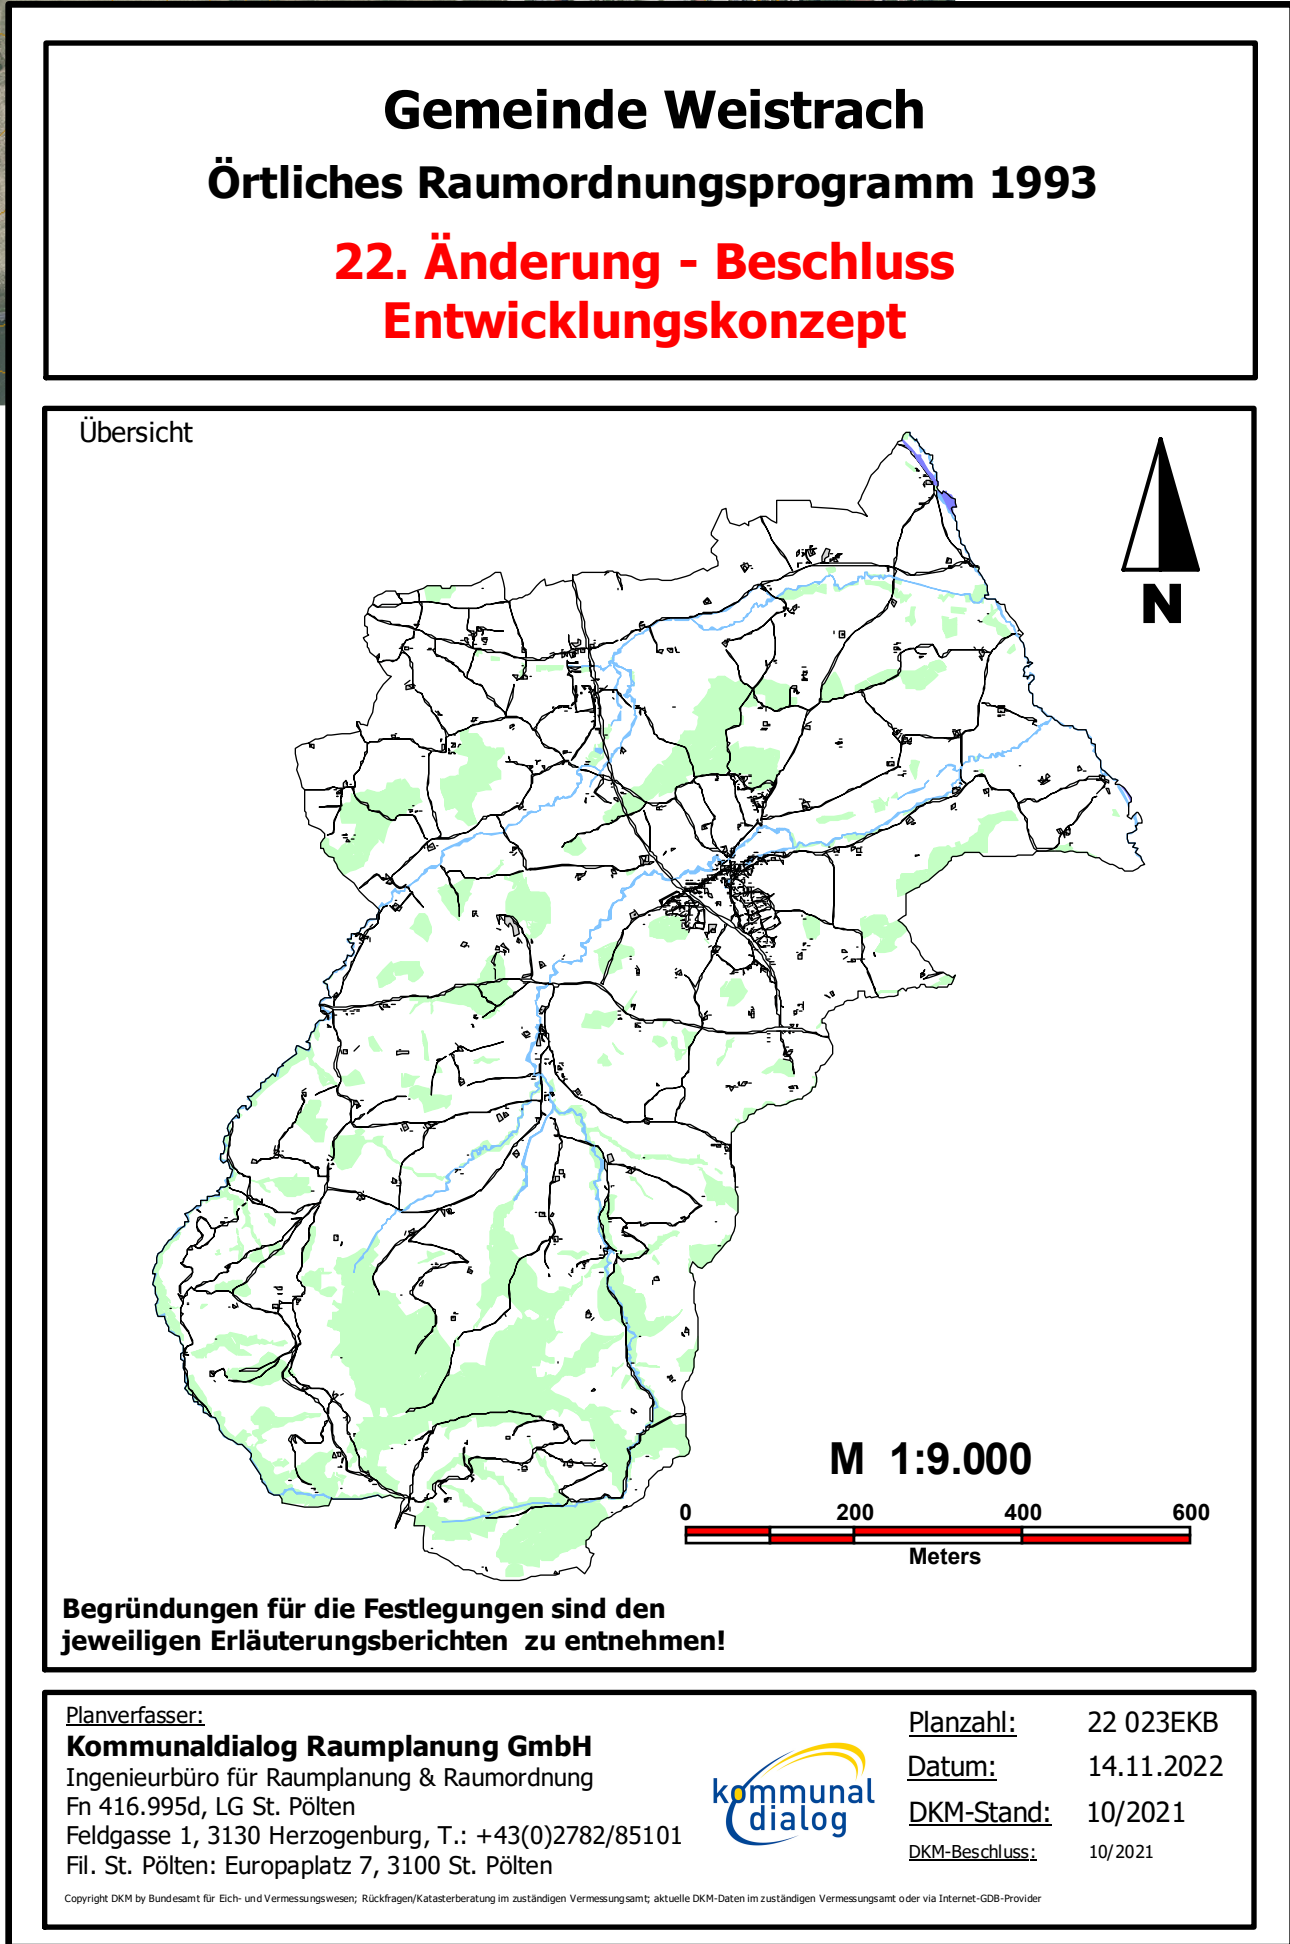 Gemeinde Weistrach
Örtliches Raumordnungsprogramm 1993
22. Änderung - Beschluss
Entwicklungskonzept
Übersicht
N
M 1:9.000
0 200 400 600
Meters
Begründungen für die Festlegungen sind den
jeweiligen Erläuterungsberichten zu entnehmen!
Planverfasser:
Kommunaldialog Raumplanung GmbH
Ingenieurbüro für Raumplanung & Raumordnung
Fn 416.995d, LG St. Pölten
Feldgasse 1, 3130 Herzogenburg, T.: +43(0)2782/85101
Fil. St. Pölten: Europaplatz 7, 3100 St. Pölten
kommunal
dialog
Planzahl: 22 023EKB
Datum: 14.11.2022
DKM-Stand: 10/2021
DKM-Beschluss: 10/2021
Copyright DKM by Bundesamt für Eich- und Vermessungswesen; Rückfragen/Katasterberatung im zuständigen Vermessungsamt; aktuelle DKM-Daten im zuständigen Vermessungsamt oder via Internet-GDB-Provider